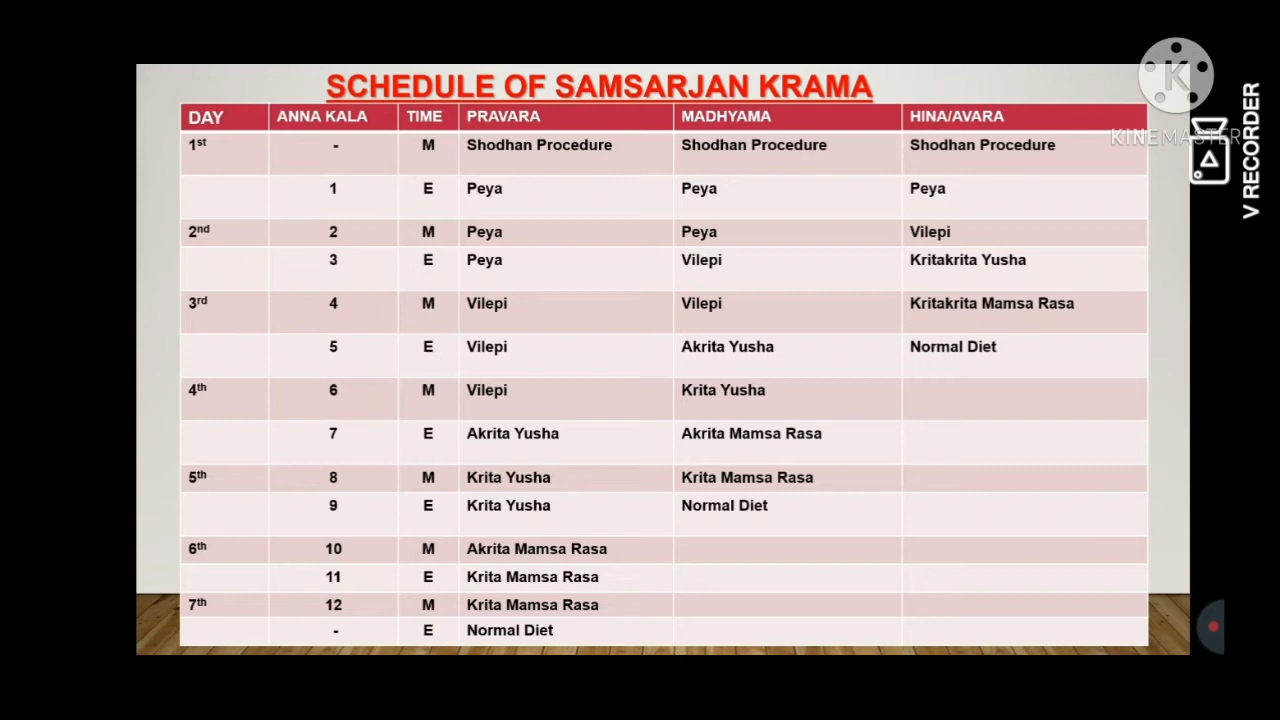 SCHEDULE OF SAMSARJAN KRAMA
DAY ANNA KALA TIME PRAVARA MADHYAMA HINA/AVARA
1st - M Shodhan Procedure Shodhan Procedure Shodhan Procedure
1 E Peya Peya Peya
2nd 2 M Peya Peya Vilepi
3 E Peya Vilepi Kritakrita Yusha
3rd 4 M Vilepi Vilepi Kritakrita Mamsa Rasa
5 E Vilepi Akrita Yusha Normal Diet
4th 6 M Vilepi Krita Yusha
7 E Akrita Yusha Akrita Mamsa Rasa
5th 8 M Krita Yusha Krita Mamsa Rasa
9 E Krita Yusha Normal Diet
6th 10 M Akrita Mamsa Rasa
11 E Krita Mamsa Rasa
7th 12 M Krita Mamsa Rasa
- E Normal Diet
K
KINEMASTER
V RECORDER